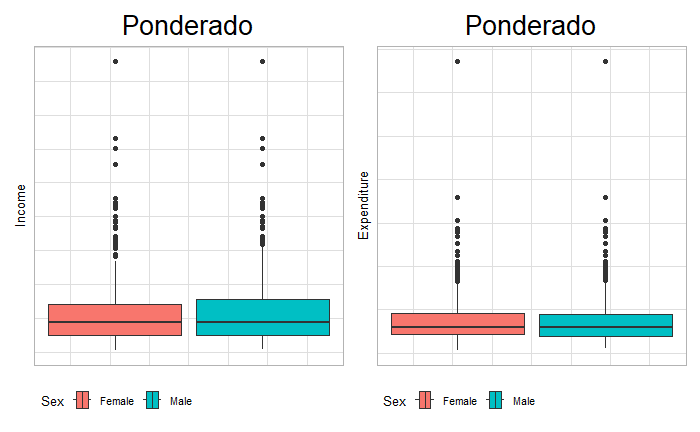 Ponderado
Income
Sex Female Male
Ponderado
Expenditure
Sex Female Male